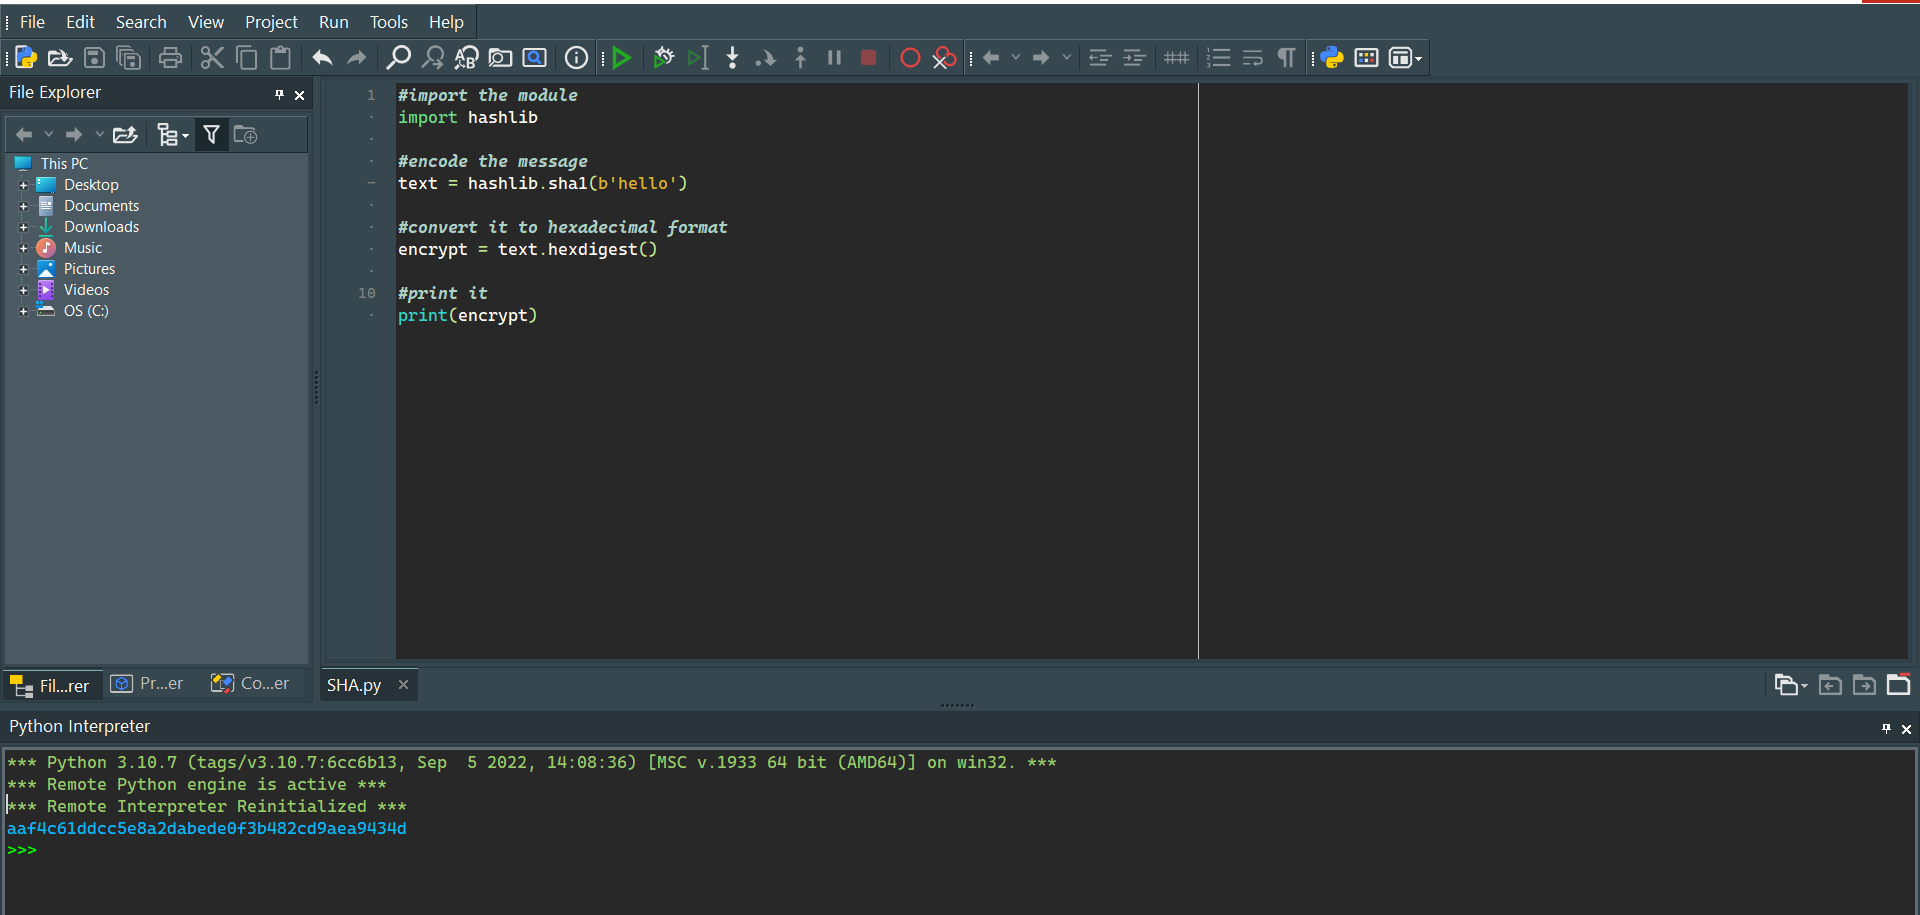 File Edit Search View Project Run Tools Help
File Explorer
This PC
Desktop
Documents
Downloads
Music
Pictures
Videos
OS (C:)
Fil...rer Pr...er Co...er
1 #import the module
import hashlib
#encode the message
text = hashlib.sha1(b'hello')
#convert it to hexadecimal format
encrypt = text.hexdigest()
10 #print it
print(encrypt)
SHA.py
Python Interpreter
*** Python 3.10.7 (tags/v3.10.7:6cc6b13, Sep  5 2022, 14:08:36) [MSC v.1933 64 bit (AMD64)] on win32. ***
*** Remote Python engine is active ***
*** Remote Interpreter Reinitialized ***
aaf4c61ddcc5e8a2dabede0f3b482cd9aea9434d
>>>